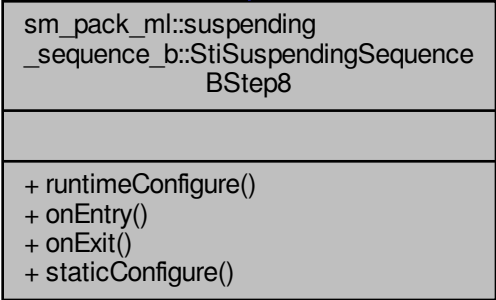 sm_pack_ml::suspending
_sequence_b::StiSuspendingSequence
BStep8
+ runtimeConfigure()
+ onEntry()
+ onExit()
+ staticConfigure()